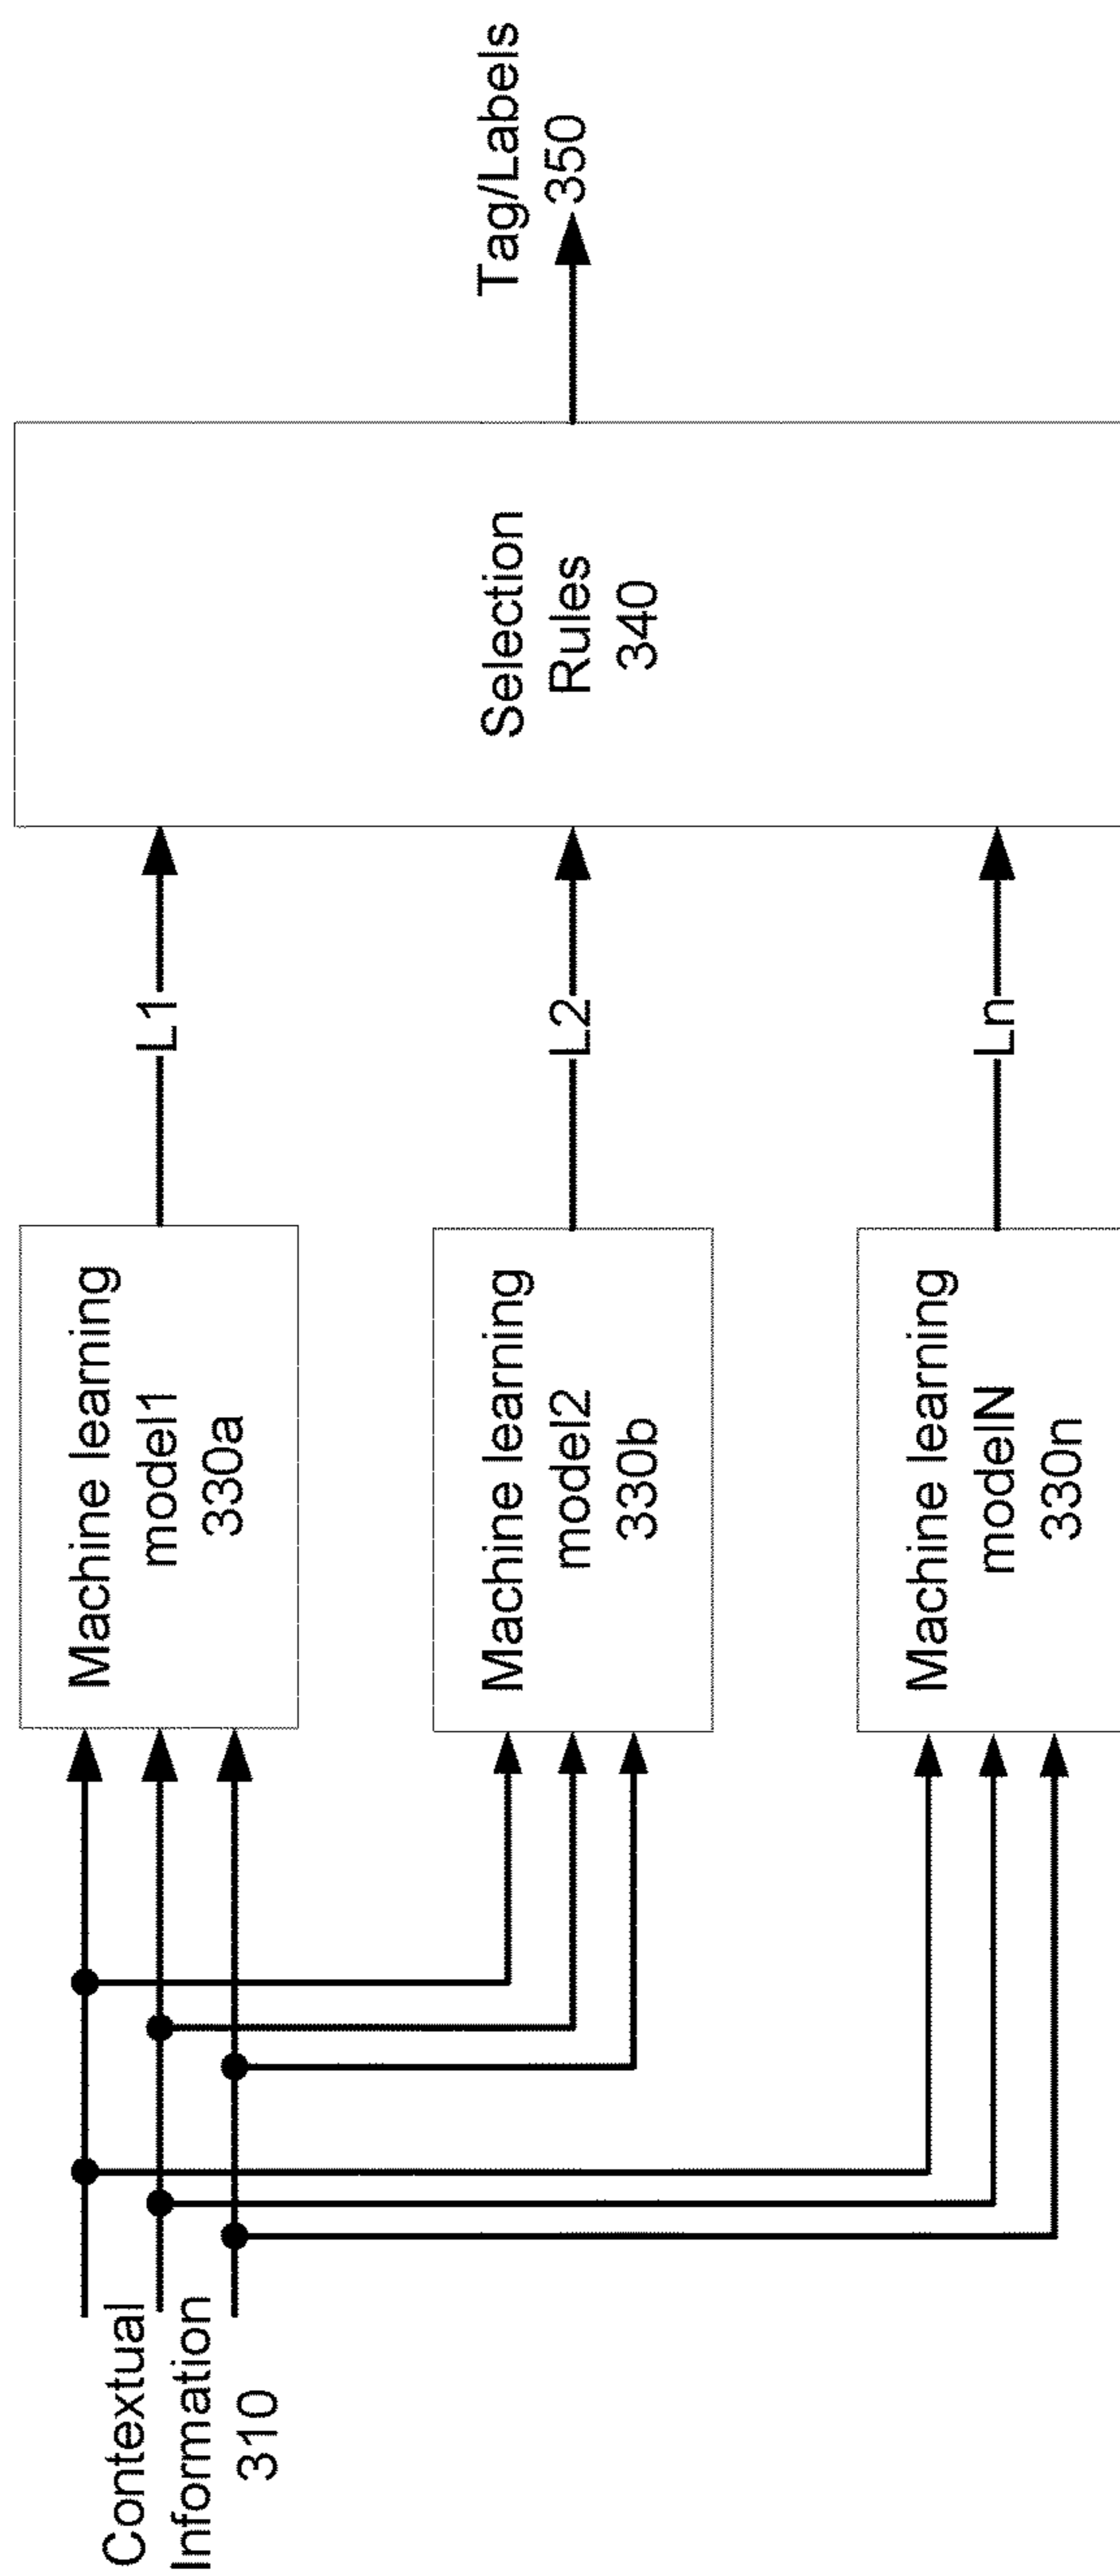 Contextual
Information
310
Machine learning
model1
330a
L1
Machine learning
model2
330b
L2
Machine learning
modelN
330n
Ln
Selection
Rules
340
Tag/Labels
350